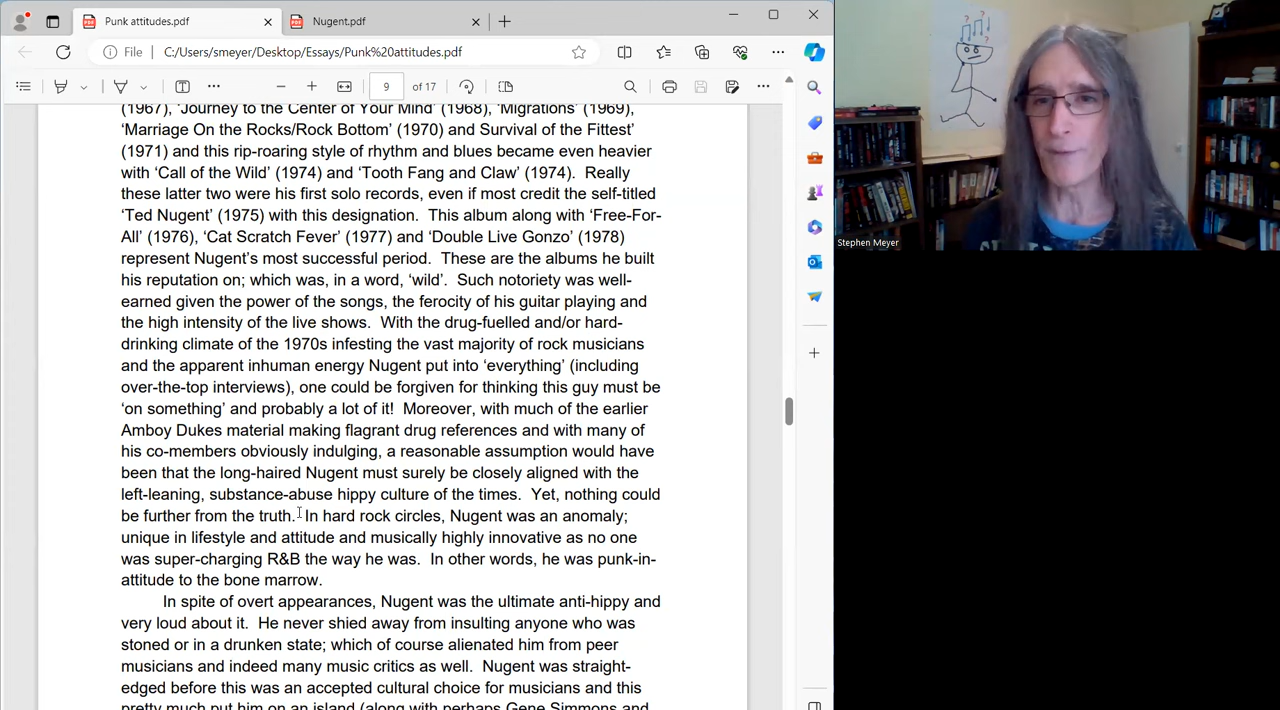 Punk attitudes.pdf
Nugent.pdf
File
C:/Users/smeyer/Desktop/Essays/Punk%20attitudes.pdf
9 of 17
(1967), ‘Journey to the Center of Your Mind’ (1968), ‘Migrations’ (1969),
‘Marriage On the Rocks/Rock Bottom’ (1970) and Survival of the Fittest’
(1971) and this rip-roaring style of rhythm and blues became even heavier
with ‘Call of the Wild’ (1974) and ‘Tooth Fang and Claw’ (1974).  Really
these latter two were his first solo records, even if most credit the self-titled
‘Ted Nugent’ (1975) with this designation.  This album along with ‘Free-For-
All’ (1976), ‘Cat Scratch Fever’ (1977) and ‘Double Live Gonzo’ (1978)
represent Nugent’s most successful period.  These are the albums he built
his reputation on; which was, in a word, ‘wild’.  Such notoriety was well-
earned given the power of the songs, the ferocity of his guitar playing and
the high intensity of the live shows.  With the drug-fuelled and/or hard-
drinking climate of the 1970s infesting the vast majority of rock musicians
and the apparent inhuman energy Nugent put into ‘everything’ (including
over-the-top interviews), one could be forgiven for thinking this guy must be
‘on something’ and probably a lot of it!  Moreover, with much of the earlier
Amboy Dukes material making flagrant drug references and with many of
his co-members obviously indulging, a reasonable assumption would have
been that the long-haired Nugent must surely be closely aligned with the
left-leaning, substance-abuse hippy culture of the times.  Yet, nothing could
be further from the truth.  In hard rock circles, Nugent was an anomaly;
unique in lifestyle and attitude and musically highly innovative as no one
was super-charging R&B the way he was.  In other words, he was punk-in-
attitude to the bone marrow.
In spite of overt appearances, Nugent was the ultimate anti-hippy and
very loud about it.  He never shied away from insulting anyone who was
stoned or in a drunken state; which of course alienated him from peer
musicians and indeed many music critics as well.  Nugent was straight-
edged before this was an accepted cultural choice for musicians and this
pretty much put him on an island (along with perhaps Gene Simmons and
Stephen Meyer